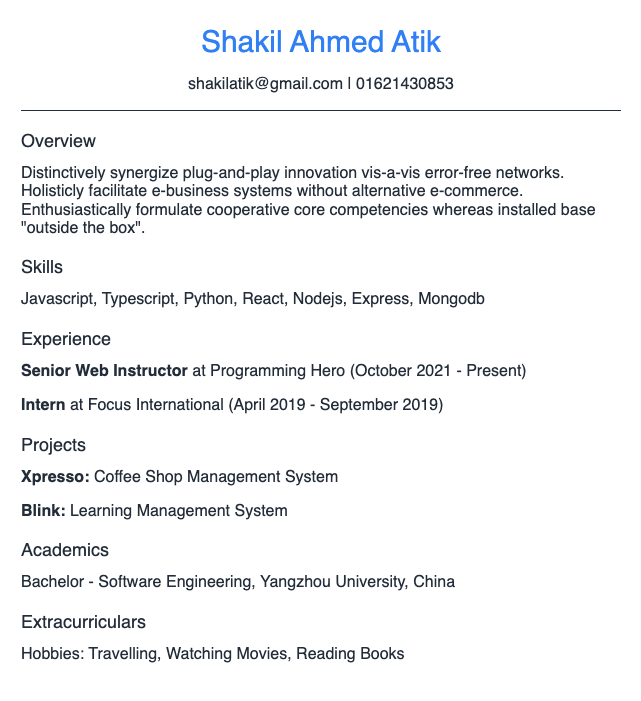 Shakil Ahmed Atik
shakilatik@gmail.com | 01621430853
Overview
Distinctively synergize plug-and-play innovation vis-a-vis error-free networks.
Holisticly facilitate e-business systems without alternative e-commerce.
Enthusiastically formulate cooperative core competencies whereas installed base
"outside the box".
Skills
Javascript, Typescript, Python, React, Nodejs, Express, Mongodb
Experience
Senior Web Instructor at Programming Hero (October 2021 - Present)
Intern at Focus International (April 2019 - September 2019)
Projects
Xpresso: Coffee Shop Management System
Blink: Learning Management System
Academics
Bachelor - Software Engineering, Yangzhou University, China
Extracurriculars
Hobbies: Travelling, Watching Movies, Reading Books